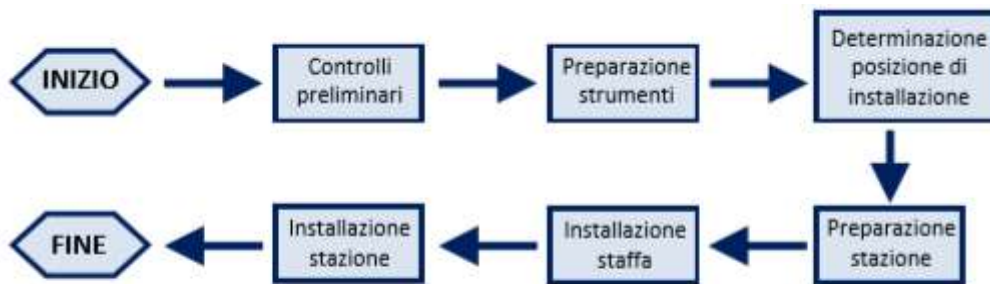 INIZIO
Controlli
preliminari
Preparazione
strumenti
Determinazione
posizione di
installazione
Preparazione
stazione
Installazione
staffa
Installazione
stazione
FINE